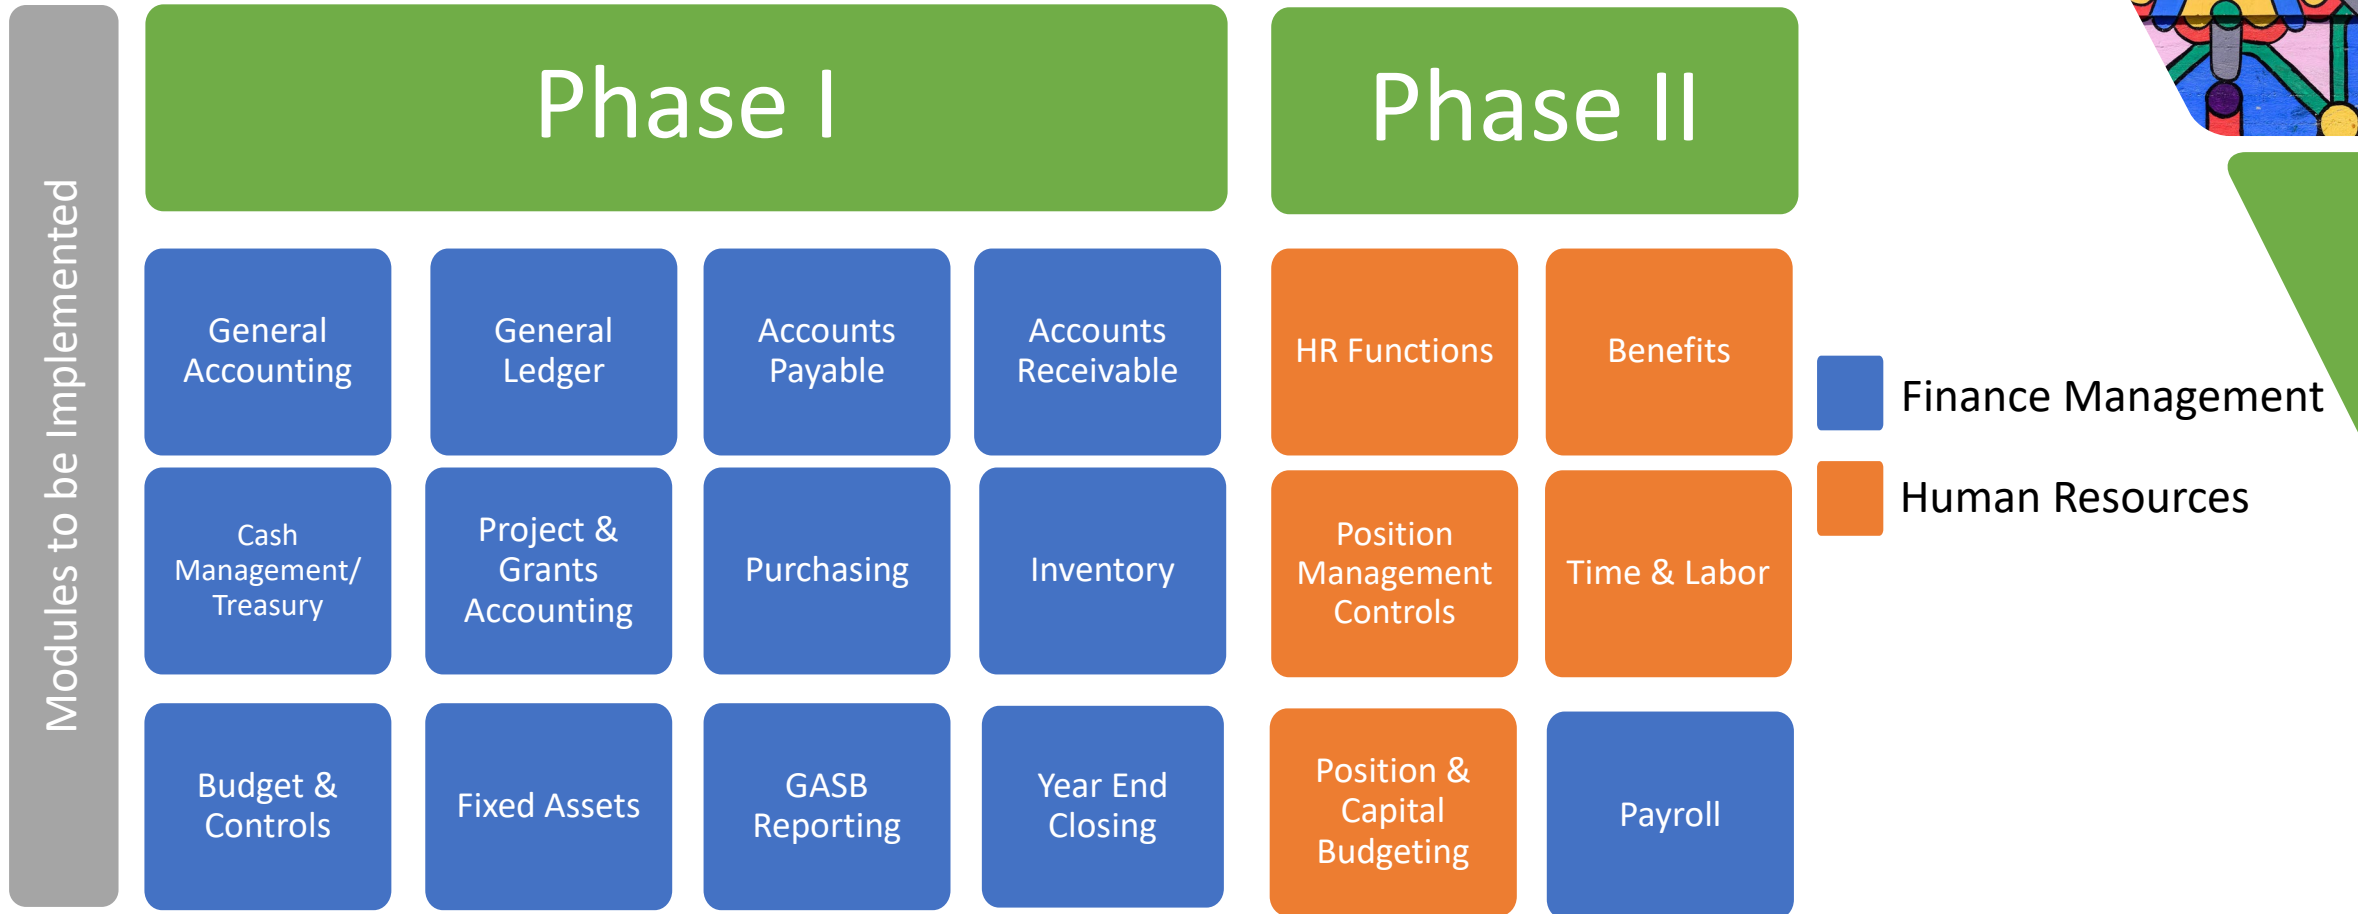 Modules to be Implemented
Phase I
Phase II
General
Accounting
General
Ledger
Accounts
Payable
Accounts
Receivable
HR Functions
Benefits
Cash
Management/
Treasury
Project &
Grants
Accounting
Purchasing
Inventory
Position
Management
Controls
Time & Labor
Budget &
Controls
Fixed Assets
GASB
Reporting
Year End
Closing
Position &
Capital
Budgeting
Payroll
Finance Management
Human Resources